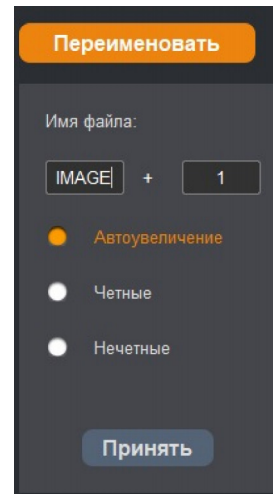 Переименовать
Имя файла:
IMAGE + 1
Автоувеличение
Четные
Нечетные
Принять